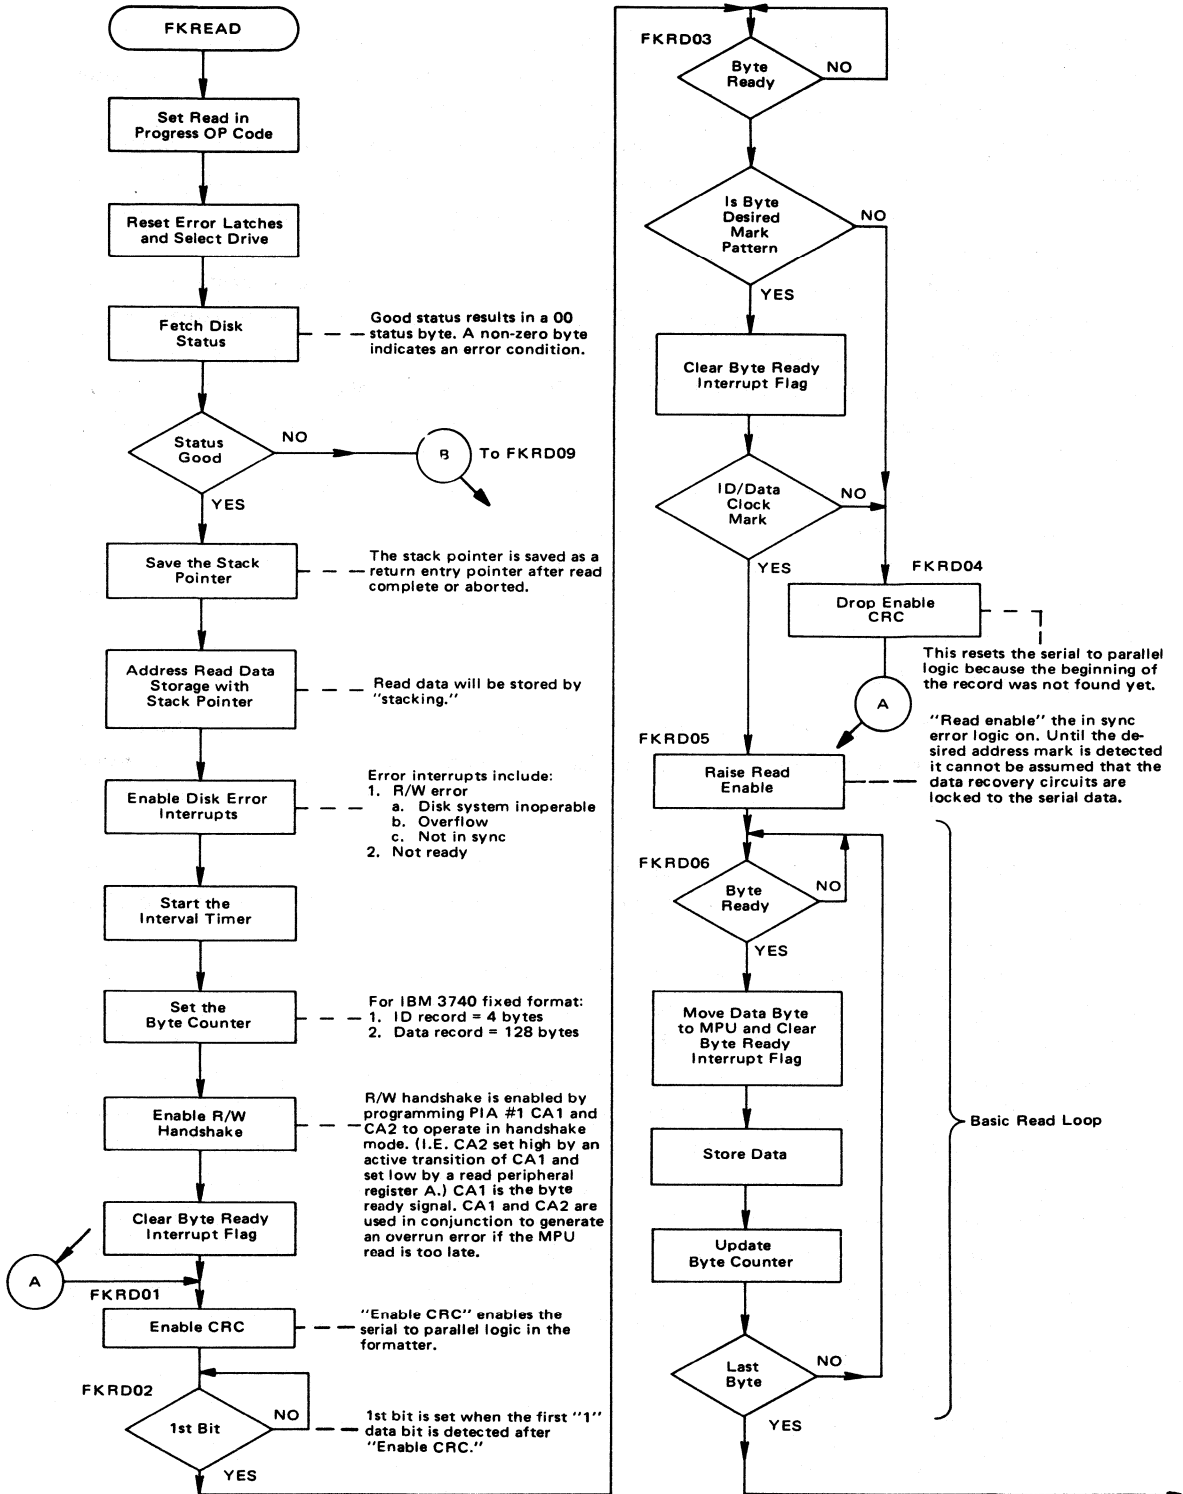 FKREAD
Set Read in
Progress OP Code
Reset Error Latches
and Select Drive
Fetch Disk
Status
Good status results in a 00
status byte. A non-zero byte
indicates an error condition.
Status
Good
NO
B
To FKRD09
YES
Save the Stack
Pointer
The stack pointer is saved as a
return entry pointer after read
complete or aborted.
Address Read Data
Storage with
Stack Pointer
Read data will be stored by
"stacking."
Enable Disk Error
Interrupts
Error interrupts include:
1. R/W error
a. Disk system inoperable
b. Overflow
c. Not in sync
2. Not ready
Start the
Interval Timer
Set the
Byte Counter
For IBM 3740 fixed format:
1. ID record = 4 bytes
2. Data record = 128 bytes
Enable R/W
Handshake
R/W handshake is enabled by
programming PIA #1 CA1 and
CA2 to operate in handshake
mode. (I.E. CA2 set high by an
active transition of CA1 and
set low by a read peripheral
register A.) CA1 is the byte
ready signal. CA1 and CA2 are
used in conjunction to generate
an overrun error if the MPU
read is too late.
Clear Byte Ready
Interrupt Flag
A
FKRD01
Enable CRC
"Enable CRC" enables the
serial to parallel logic in the
formatter.
FKRD02
1st Bit
NO
1st bit is set when the first "1"
data bit is detected after
"Enable CRC."
YES
FKRD03
Byte
Ready
NO
Is Byte
Desired
Mark
Pattern
NO
YES
Clear Byte Ready
Interrupt Flag
ID/Data
Clock
Mark
NO
YES
FKRD04
Drop Enable
CRC
This resets the serial to parallel
logic because the beginning of
the record was not found yet.
A
FKRD05
Raise Read
Enable
"Read enable" the in sync
error logic on. Until the de-
sired address mark is detected
it cannot be assumed that the
data recovery circuits are
locked to the serial data.
FKRD06
Byte
Ready
NO
YES
Move Data Byte
to MPU and Clear
Byte Ready
Interrupt Flag
Store Data
Basic Read Loop
Update
Byte Counter
Last
Byte
NO
YES